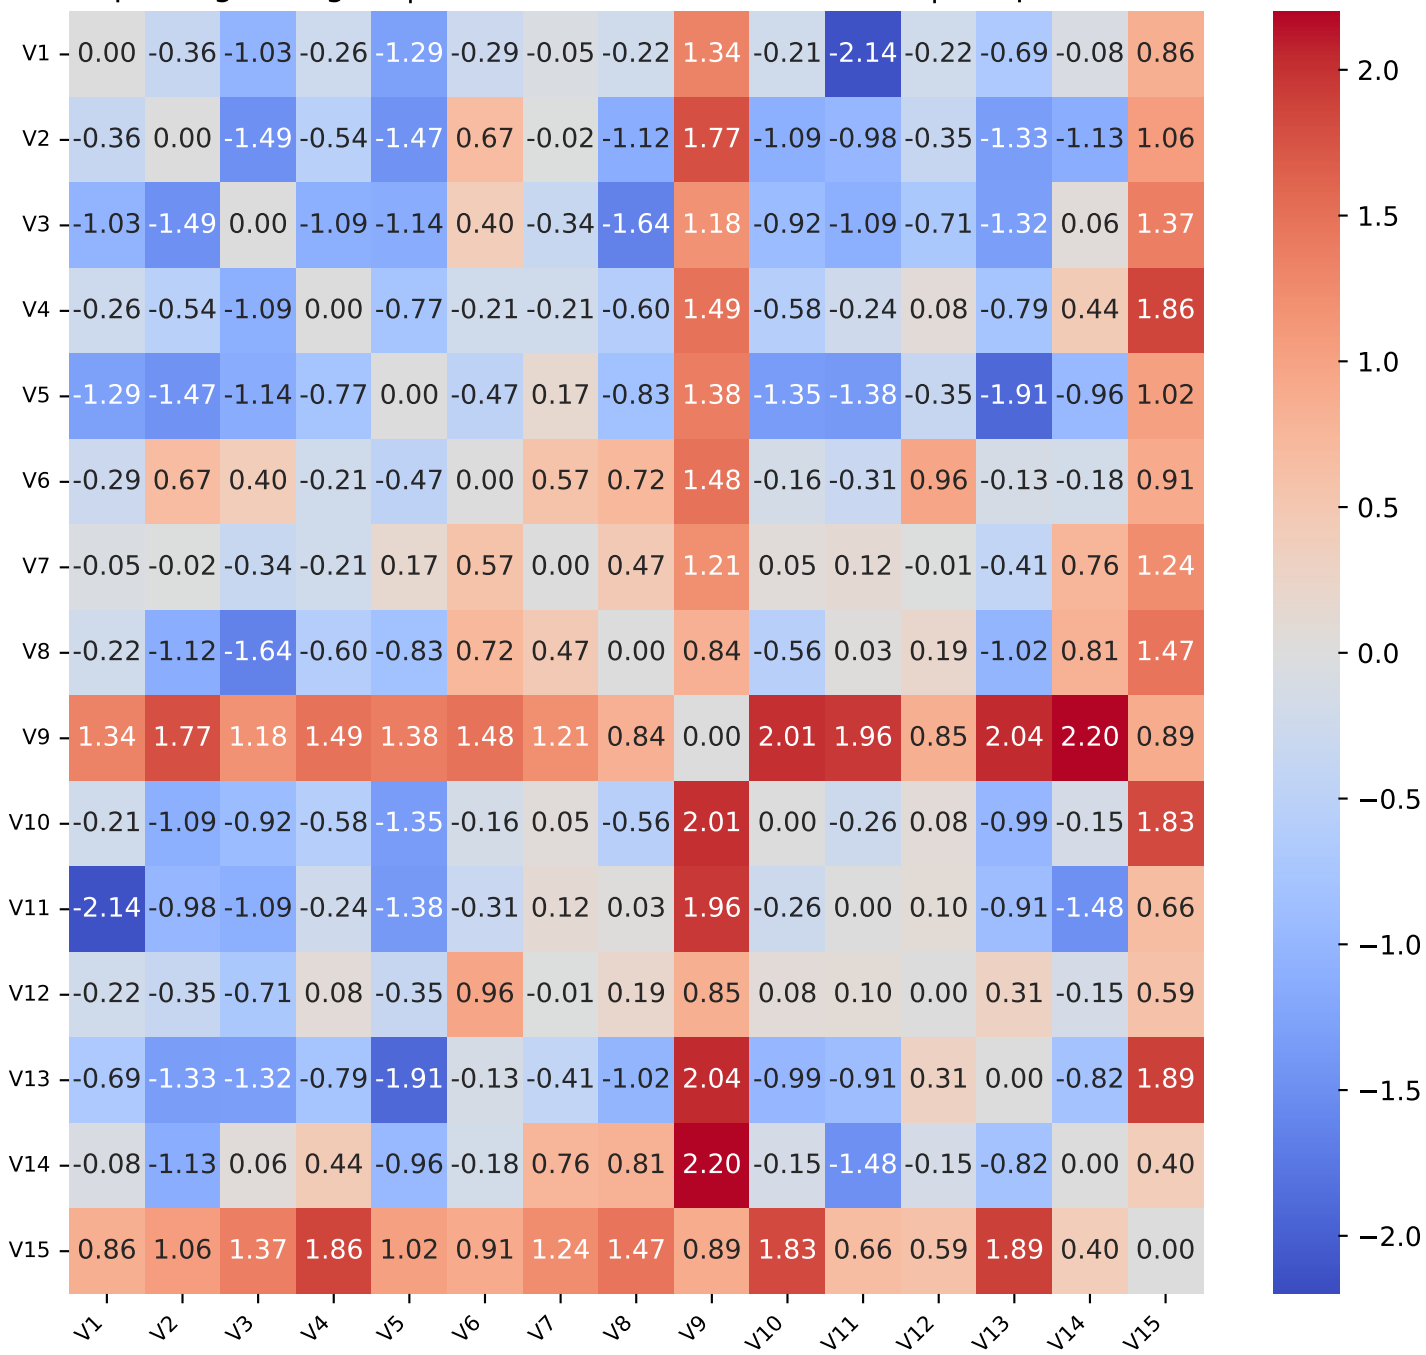 V1 0.00 -0.36 -1.03 -0.26 -1.29 -0.29 -0.05 -0.22 1.34 -0.21 -2.14 -0.22 -0.69 -0.08 0.86
V2 -0.36 0.00 -1.49 -0.54 -1.47 0.67 -0.02 -1.12 1.77 -1.09 -0.98 -0.35 -1.33 -1.13 1.06
V3 -1.03 -1.49 0.00 -1.09 -1.14 0.40 -0.34 -1.64 1.18 -0.92 -1.09 -0.71 -1.32 0.06 1.37
V4 -0.26 -0.54 -1.09 0.00 -0.77 -0.21 -0.21 -0.60 1.49 -0.58 -0.24 0.08 -0.79 0.44 1.86
V5 -1.29 -1.47 -1.14 -0.77 0.00 -0.47 0.17 -0.83 1.38 -1.35 -1.38 -0.35 -1.91 -0.96 1.02
V6 -0.29 0.67 0.40 -0.21 -0.47 0.00 0.57 0.72 1.48 -0.16 -0.31 0.96 -0.13 -0.18 0.91
V7 -0.05 -0.02 -0.34 -0.21 0.17 0.57 0.00 0.47 1.21 0.05 0.12 -0.01 -0.41 0.76 1.24
V8 -0.22 -1.12 -1.64 -0.60 -0.83 0.72 0.47 0.00 0.84 -0.56 0.03 0.19 -1.02 0.81 1.47
V9 1.34 1.77 1.18 1.49 1.38 1.48 1.21 0.84 0.00 2.01 1.96 0.85 2.04 2.20 0.89
V10 -0.21 -1.09 -0.92 -0.58 -1.35 -0.16 0.05 -0.56 2.01 0.00 -0.26 0.08 -0.99 -0.15 1.83
V11 -2.14 -0.98 -1.09 -0.24 -1.38 -0.31 0.12 0.03 1.96 -0.26 0.00 0.10 -0.91 -1.48 0.66
V12 -0.22 -0.35 -0.71 0.08 -0.35 0.96 -0.01 0.19 0.85 0.08 0.10 0.00 0.31 -0.15 0.59
V13 -0.69 -1.33 -1.32 -0.79 -1.91 -0.13 -0.41 -1.02 2.04 -0.99 -0.91 0.31 0.00 -0.82 1.89
V14 -0.08 -1.13 0.06 0.44 -0.96 -0.18 0.76 0.81 2.20 -0.15 -1.48 -0.15 -0.82 0.00 0.40
V15 0.86 1.06 1.37 1.86 1.02 0.91 1.24 1.47 0.89 1.83 0.66 0.59 1.89 0.40 0.00
V1 V2 V3 V4 V5 V6 V7 V8 V9 V10 V11 V12 V13 V14 V15
2.0
1.5
1.0
0.5
0.0
−0.5
−1.0
−1.5
−2.0